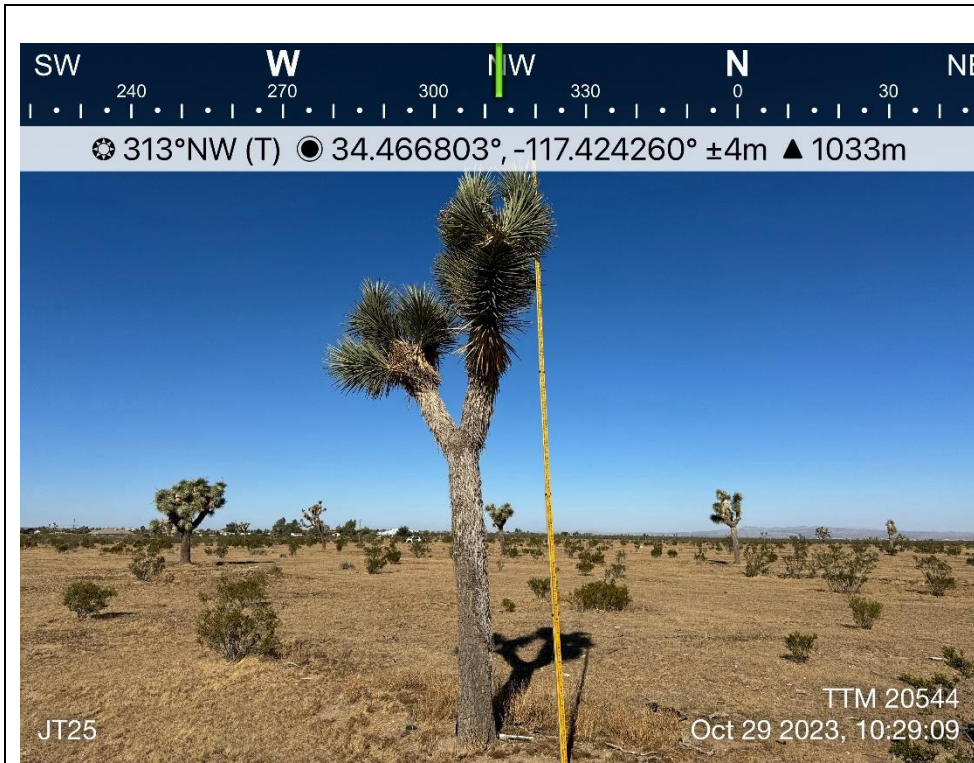 SW W NW N NE
240 270 300 330 0 30
313°NW (T) 34.466803°, -117.424260° ±4m ▲ 1033m
TTM 20544
JT25 Oct 29 2023, 10:29:09